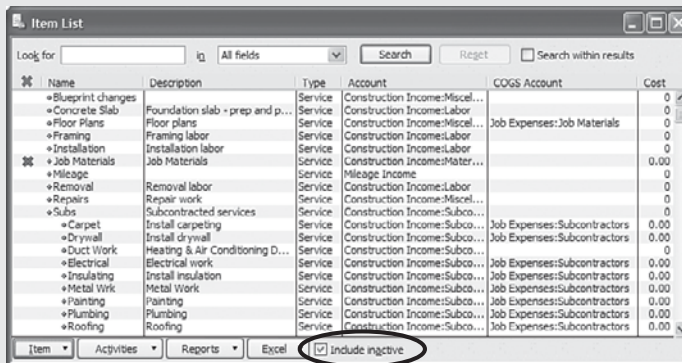 Item List
Look for in All fields Search Reset Search within results
Name Description Type Account COGS Account Cost
Blueprint changes Service Construction Income:Miscel... 0
Concrete Slab Foundation slab - prep and p... Service Construction Income:Labor 0
Floor Plans Floor plans Service Construction Income:Miscel... Job Expenses:Job Materials 0
Framing Framing labor Service Construction Income:Labor 0
Installation Installation labor Service Construction Income:Labor 0
Job Materials Job Materials Service Construction Income:Mater... 0.00
Mileage Service Mileage Income 0
Removal Removal labor Service Construction Income:Labor 0
Repairs Repair work Service Construction Income:Miscel... 0
Subs Subcontracted services Service Construction Income:Subco... 0
Carpet Install carpeting Service Construction Income:Subco... Job Expenses:Subcontractors 0.00
Drywall Install drywall Service Construction Income:Subco... Job Expenses:Subcontractors 0.00
Duct Work Heating & Air Conditioning D... Service Construction Income:Subco... Job Expenses:Subcontractors 0
Electrical Electrical work Service Construction Income:Subco... Job Expenses:Subcontractors 0.00
Insulating Install insulation Service Construction Income:Subco... Job Expenses:Subcontractors 0.00
Metal Wrk Metal Work Service Construction Income:Subco... Job Expenses:Subcontractors 0.00
Painting Painting Service Construction Income:Subco... Job Expenses:Subcontractors 0.00
Plumbing Plumbing Service Construction Income:Subco... Job Expenses:Subcontractors 0.00
Roofing Roofing Service Construction Income:Subco... Job Expenses:Subcontractors 0.00
Item Activities Reports Excel Include inactive